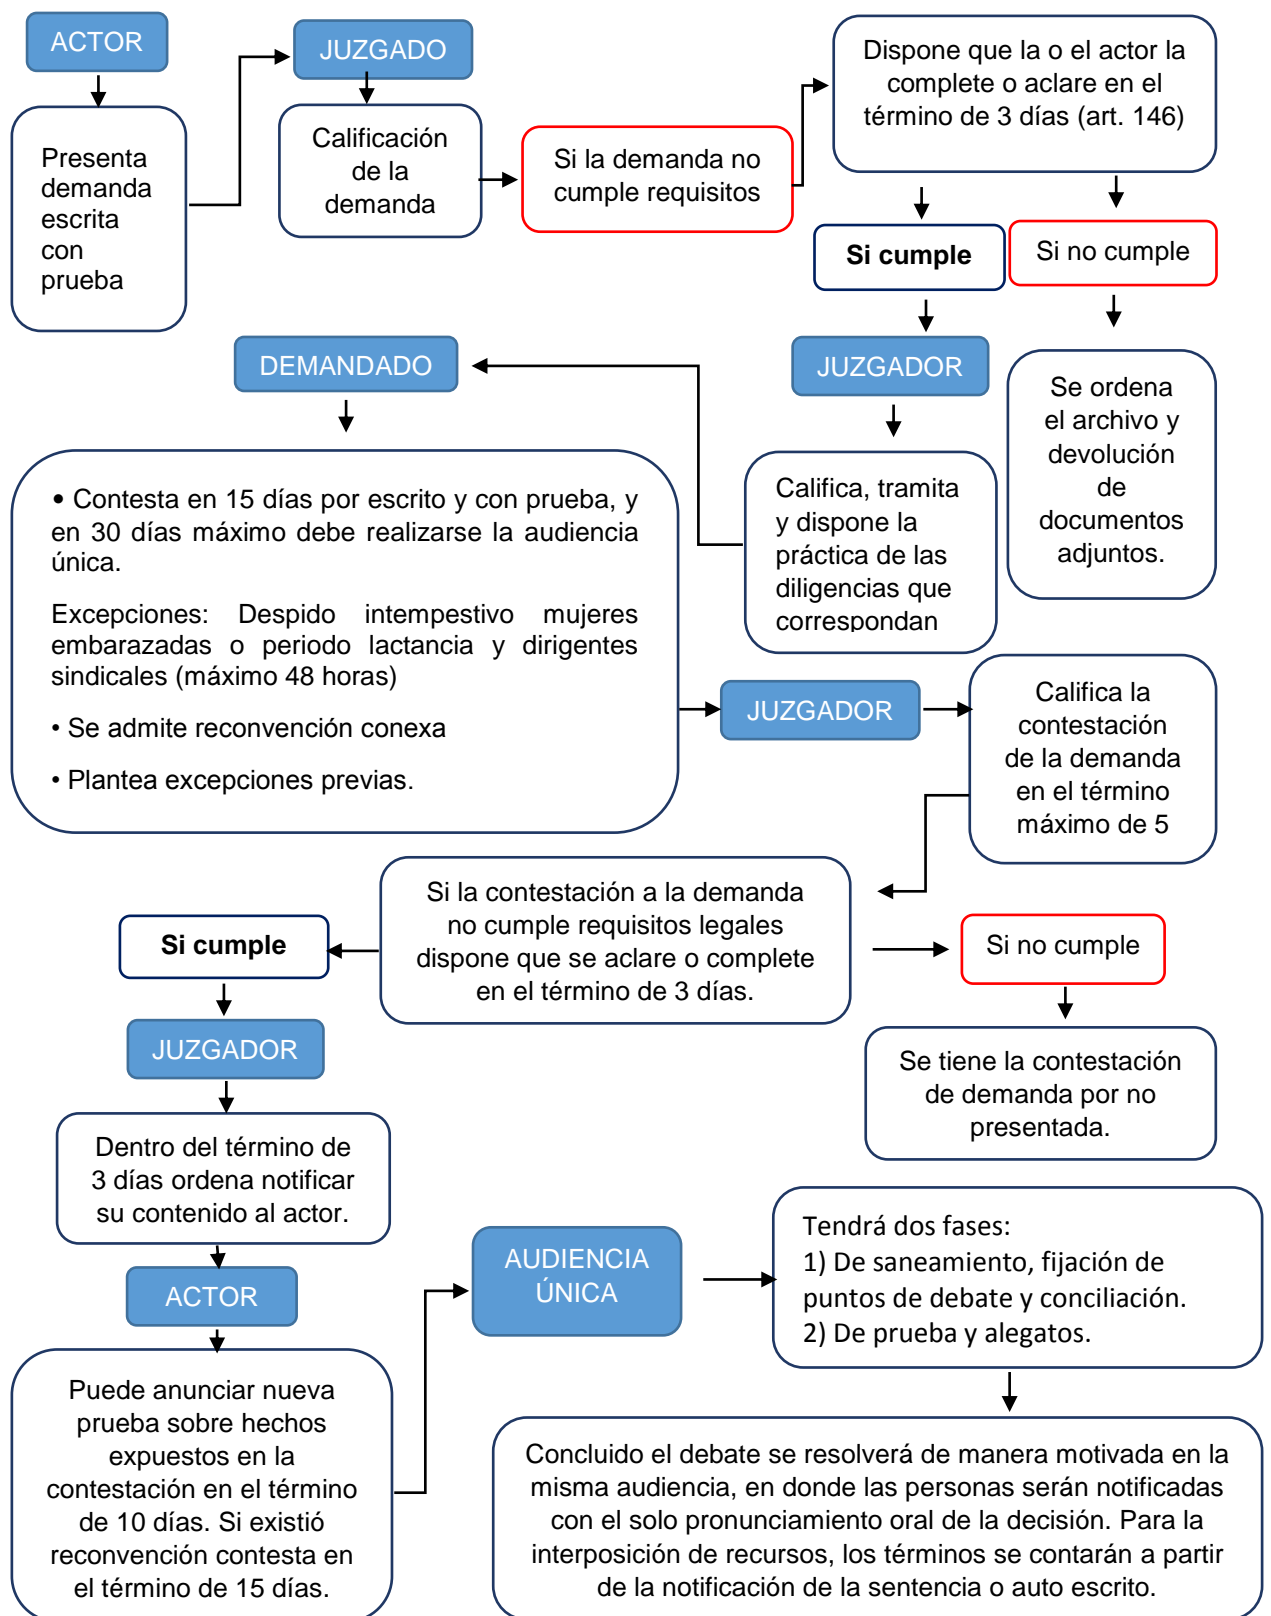 ACTOR
Presenta
demanda
escrita
con
prueba
JUZGADO
Calificación
de la
demanda
Si la demanda no
cumple requisitos
Dispone que la o el actor la
complete o aclare en el
término de 3 días (art. 146)
Si cumple
Si no cumple
JUZGADOR
Se ordena
el archivo y
devolución
de
documentos
adjuntos.
Califica, tramita
y dispone la
práctica de las
diligencias que
correspondan
DEMANDADO
• Contesta en 15 días por escrito y con prueba, y
en 30 días máximo debe realizarse la audiencia
única.
Excepciones: Despido intempestivo mujeres
embarazadas o periodo lactancia y dirigentes
sindicales (máximo 48 horas)
• Se admite reconvención conexa
• Plantea excepciones previas.
JUZGADOR
Califica la
contestación
de la demanda
en el término
máximo de 5
Si la contestación a la demanda
no cumple requisitos legales
dispone que se aclare o complete
en el término de 3 días.
Si cumple
Si no cumple
Se tiene la contestación
de demanda por no
presentada.
JUZGADOR
Dentro del término de
3 días ordena notificar
su contenido al actor.
ACTOR
Puede anunciar nueva
prueba sobre hechos
expuestos en la
contestación en el término
de 10 días. Si existió
reconvención contesta en
el término de 15 días.
AUDIENCIA
ÚNICA
Tendrá dos fases:
1) De saneamiento, fijación de
puntos de debate y conciliación.
2) De prueba y alegatos.
Concluido el debate se resolverá de manera motivada en la
misma audiencia, en donde las personas serán notificadas
con el solo pronunciamiento oral de la decisión. Para la
interposición de recursos, los términos se contarán a partir
de la notificación de la sentencia o auto escrito.